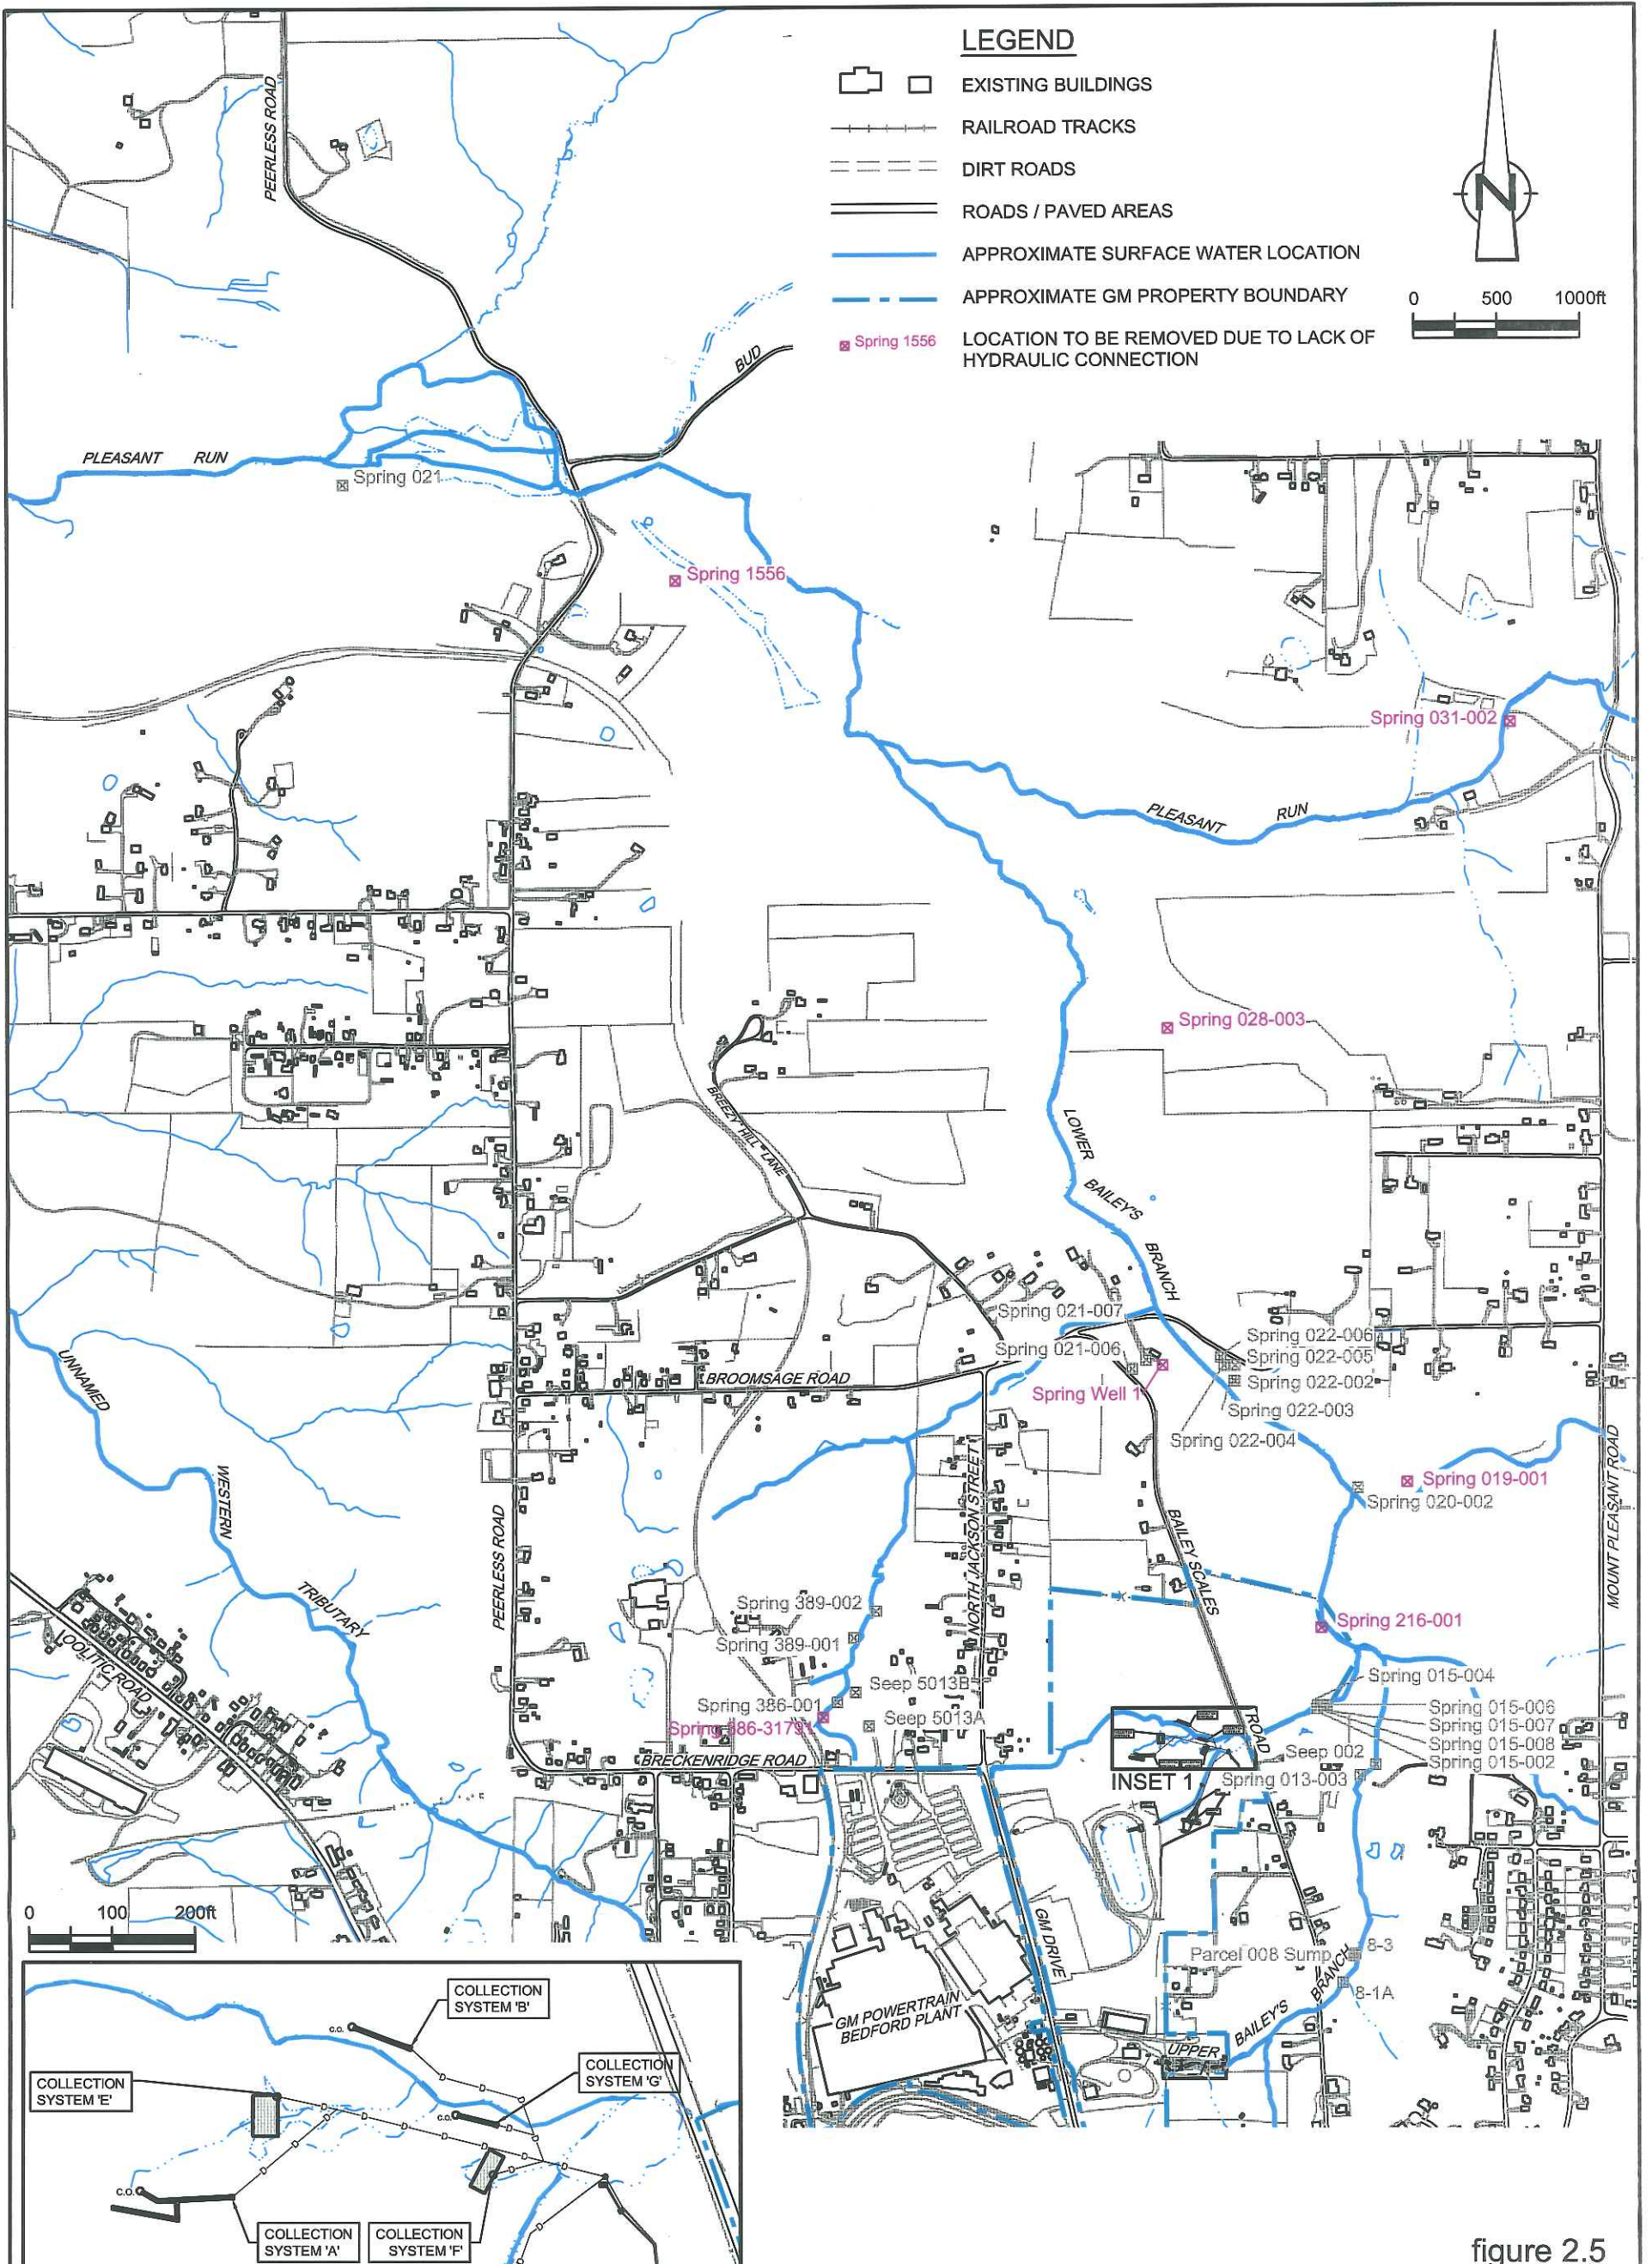 LEGEND
EXISTING BUILDINGS
RAILROAD TRACKS
DIRT ROADS
ROADS / PAVED AREAS
APPROXIMATE SURFACE WATER LOCATION
APPROXIMATE GM PROPERTY BOUNDARY
Spring 1556
LOCATION TO BE REMOVED DUE TO LACK OF
HYDRAULIC CONNECTION
N
0 500 1000ft
PEERLESS ROAD
BUD
PLEASANT RUN
Spring 021
Spring 1556
Spring 031-002
PLEASANT RUN
Spring 028-003
BREEZY HILL LANE
LOWER
BAILEY'S
BRANCH
Spring 021-007
Spring 021-006
Spring 022-006
Spring 022-005
Spring 022-002
Spring 022-003
Spring 022-004
Spring Well 1
BROOMSAGE ROAD
UNNAMED
WESTERN
TRIBUTARY
PEERLESS ROAD
NORTH JACKSON STREET
BAILEY SCALES
ROAD
Spring 019-001
Spring 020-002
MOUNT PLEASANT ROAD
Spring 389-002
Spring 389-001
Spring 216-001
OOLITIC ROAD
Seep 5013B
Spring 386-001
Spring 386-31791
Seep 5013A
Spring 015-004
Spring 015-006
Spring 015-007
Spring 015-008
Spring 015-002
BRECKENRIDGE ROAD
Seep 002
INSET 1
Spring 013-003
0 100 200ft
GM DRIVE
Parcel 008 Sump
8-3
8-1A
GM POWERTRAIN
BEDFORD PLANT
UPPER
BAILEY'S
BRANCH
COLLECTION
SYSTEM 'B'
c.o.
COLLECTION
SYSTEM 'G'
COLLECTION
SYSTEM 'E'
c.o.
c.o.
COLLECTION
SYSTEM 'A'
COLLECTION
SYSTEM 'F'
figure 2.5